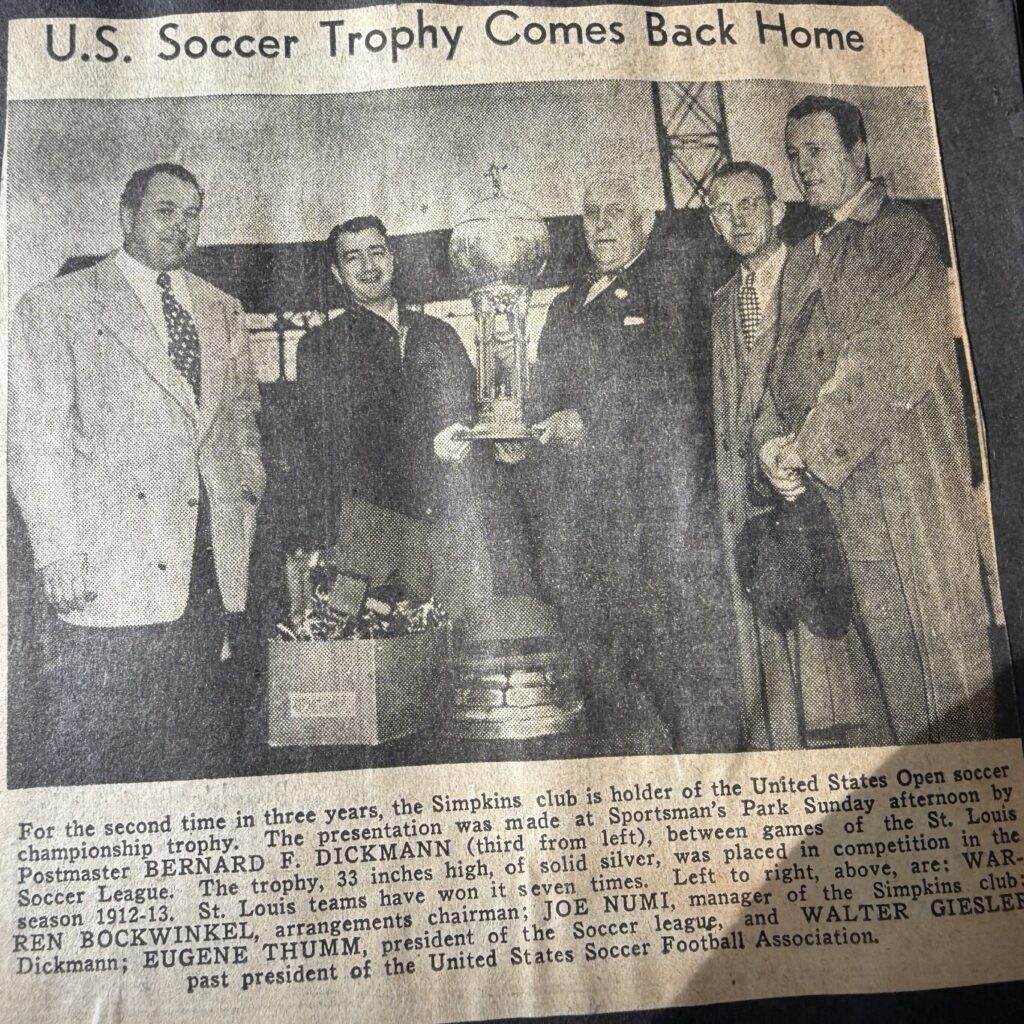 U.S. Soccer Trophy Comes Back Home
For the second time in three years, the Simpkins club is holder of the United States Open soccer
championship trophy. The presentation was made at Sportsman's Park Sunday afternoon by
Postmaster BERNARD F. DICKMANN (third from left), between games of the St. Louis
Soccer League. The trophy, 33 inches high, of solid silver, was placed in competition in the
season 1912-13. St. Louis teams have won it seven times. Left to right, above, are: WAR-
REN BOCKWINKEL, arrangements chairman; JOE NUMI, manager of the Simpkins club;
Dickmann; EUGENE THUMM, president of the Soccer league, and WALTER GIESLER
past president of the United States Soccer Football Association.